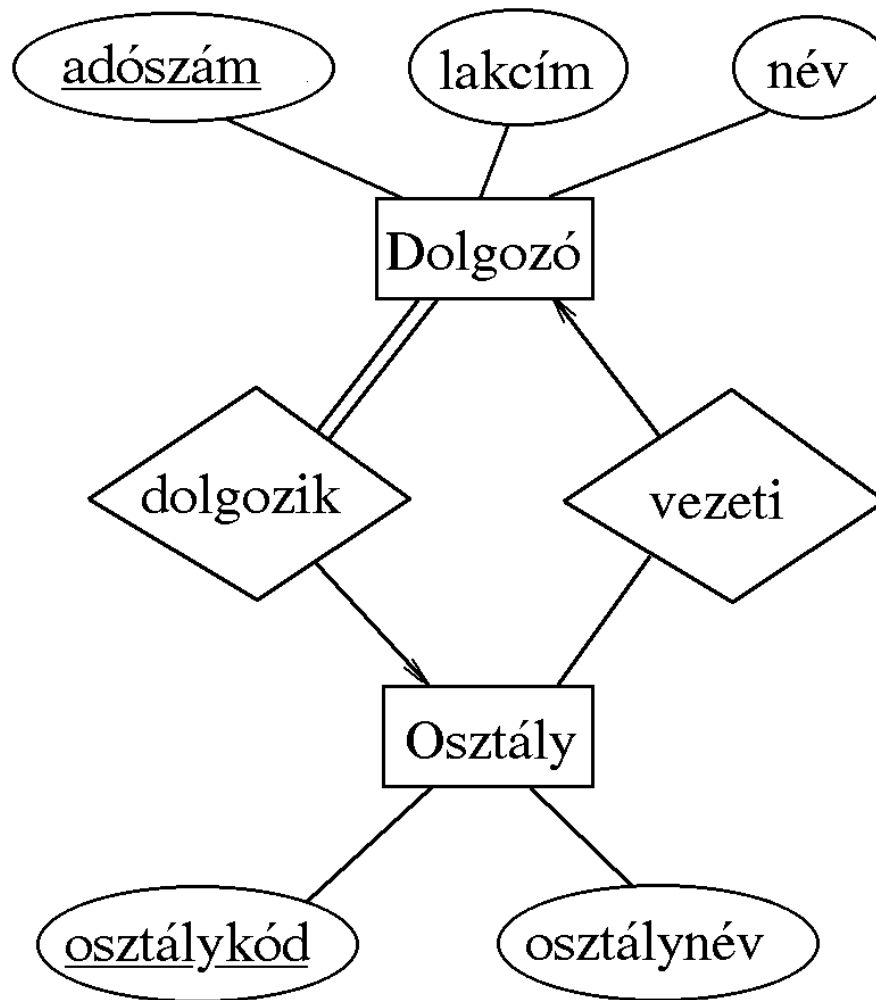 adószám
lakcím
név
Dolgozó
dolgozik
vezeti
Osztály
osztálykód
osztálynév